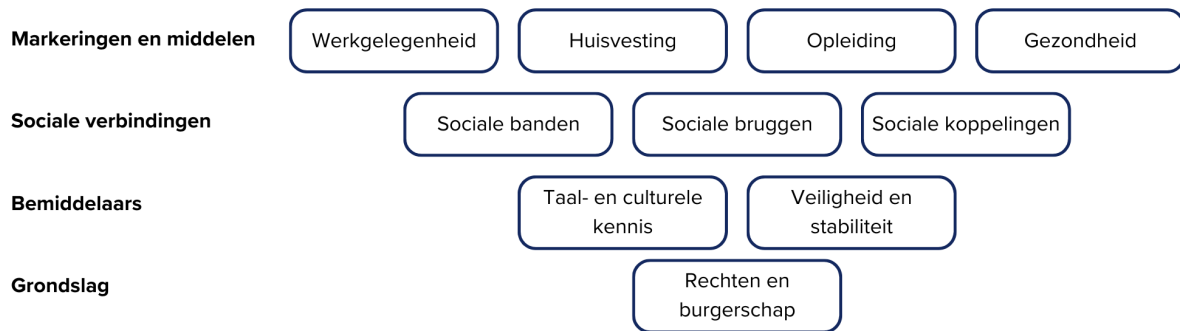 Markeringen en middelen
Werkgelegenheid
Huisvesting
Opleiding
Gezondheid
Sociale verbindingen
Sociale banden
Sociale bruggen
Sociale koppelingen
Bemiddelaars
Taal- en culturele
kennis
Veiligheid en
stabiliteit
Grondslag
Rechten en
burgerschap